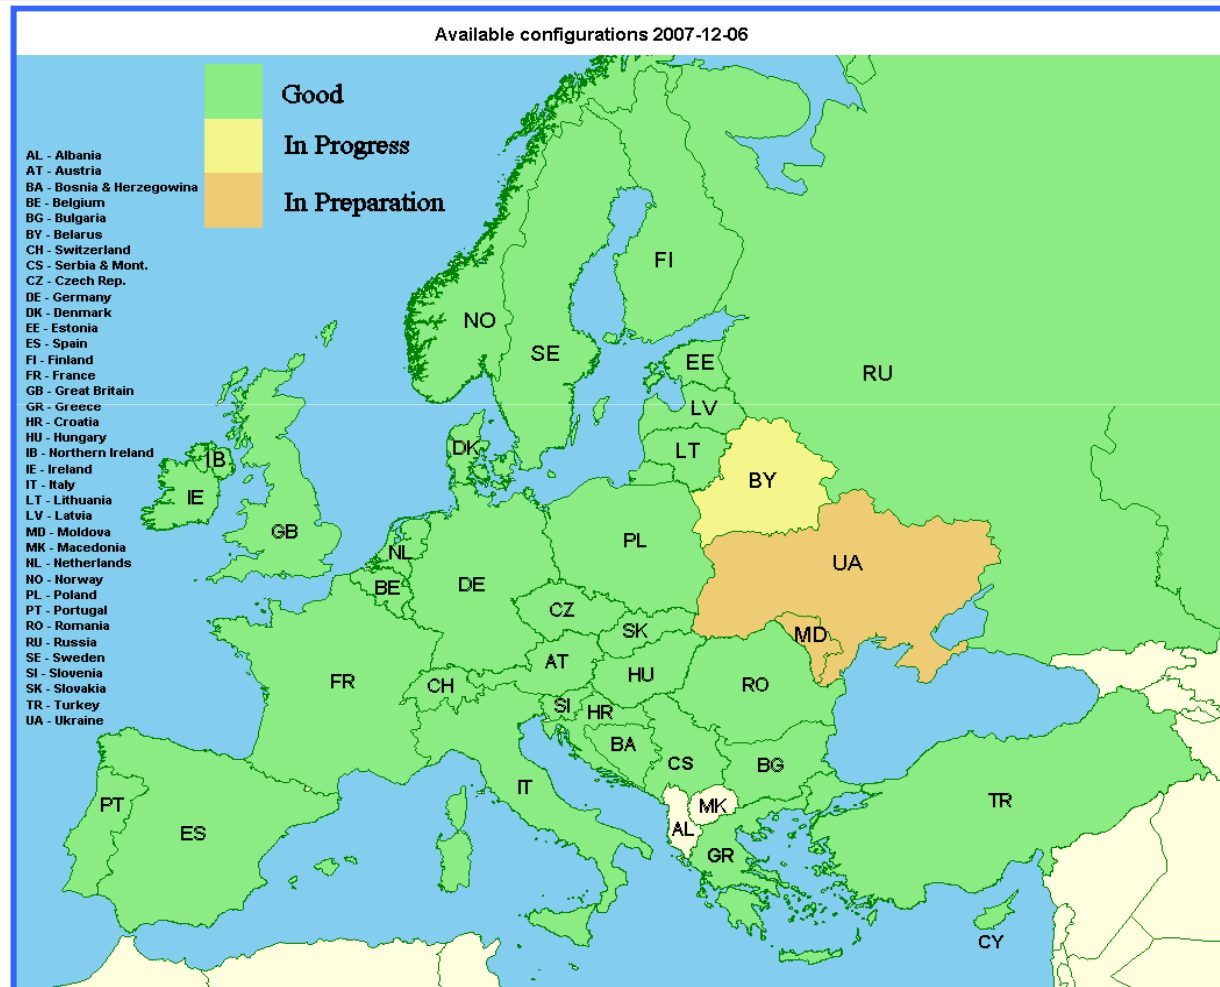 Available configurations 2007-12-06
Good
In Progress
In Preparation
AL - Albania
AT - Austria
BA - Bosnia & Herzegowina
BE - Belgium
BG - Bulgaria
BY - Belarus
CH - Switzerland
CS - Serbia & Mont.
CZ - Czech Rep.
DE - Germany
DK - Denmark
EE - Estonia
ES - Spain
FI - Finland
FR - France
GB - Great Britain
GR - Greece
HR - Croatia
HU - Hungary
IB - Northern Ireland
IE - Ireland
IT - Italy
LT - Lithuania
LV - Latvia
MD - Moldova
MK - Macedonia
NL - Netherlands
NO - Norway
PL - Poland
PT - Portugal
RO - Romania
RU - Russia
SE - Sweden
SI - Slovenia
SK - Slovakia
TR - Turkey
UA - Ukraine
FI
NO
SE
EE
RU
LV
DK
LT
IB
BY
IE
GB
PL
NL
UA
DE
BE
CZ
SK
MD
AT
HU
FR
CH
RO
SI
HR
BA
CS
BG
IT
TR
PT
MK
AL
ES
GR
CY